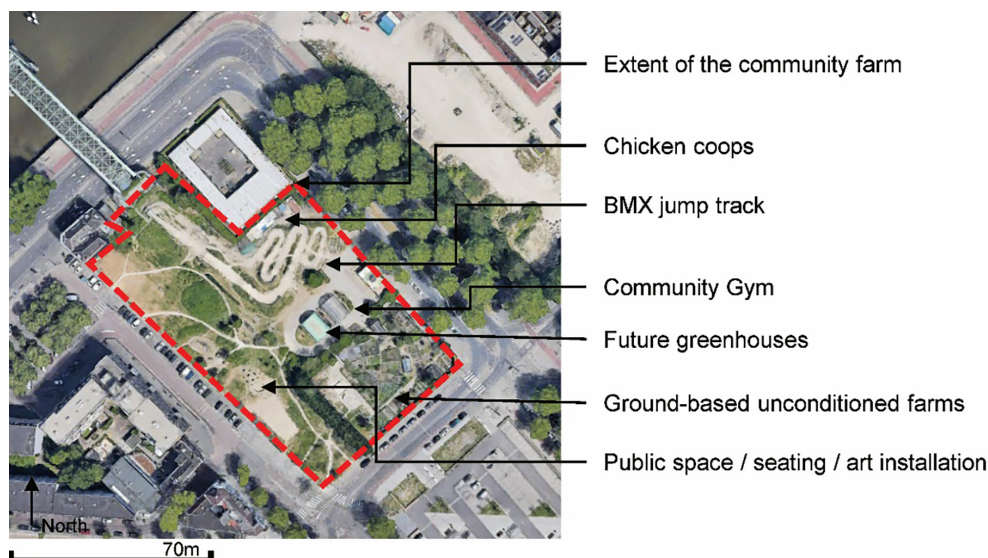 Extent of the community farm
Chicken coops
BMX jump track
Community Gym
Future greenhouses
Ground-based unconditioned farms
Public space / seating / art installation
North
70m